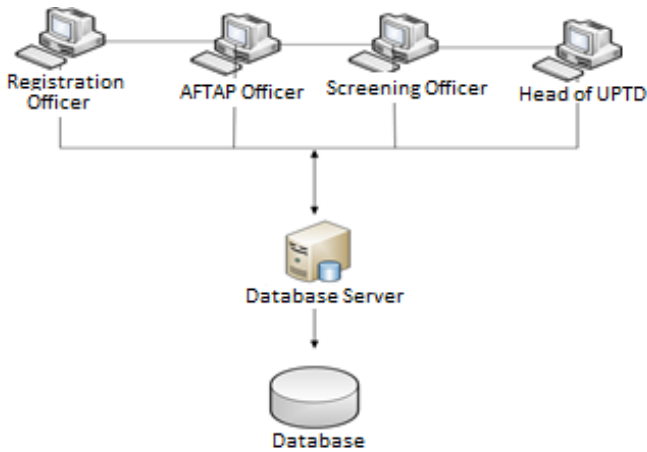 Registration
Officer
AFTAP Officer
Screening Officer
Head of UPTD
Database Server
Database